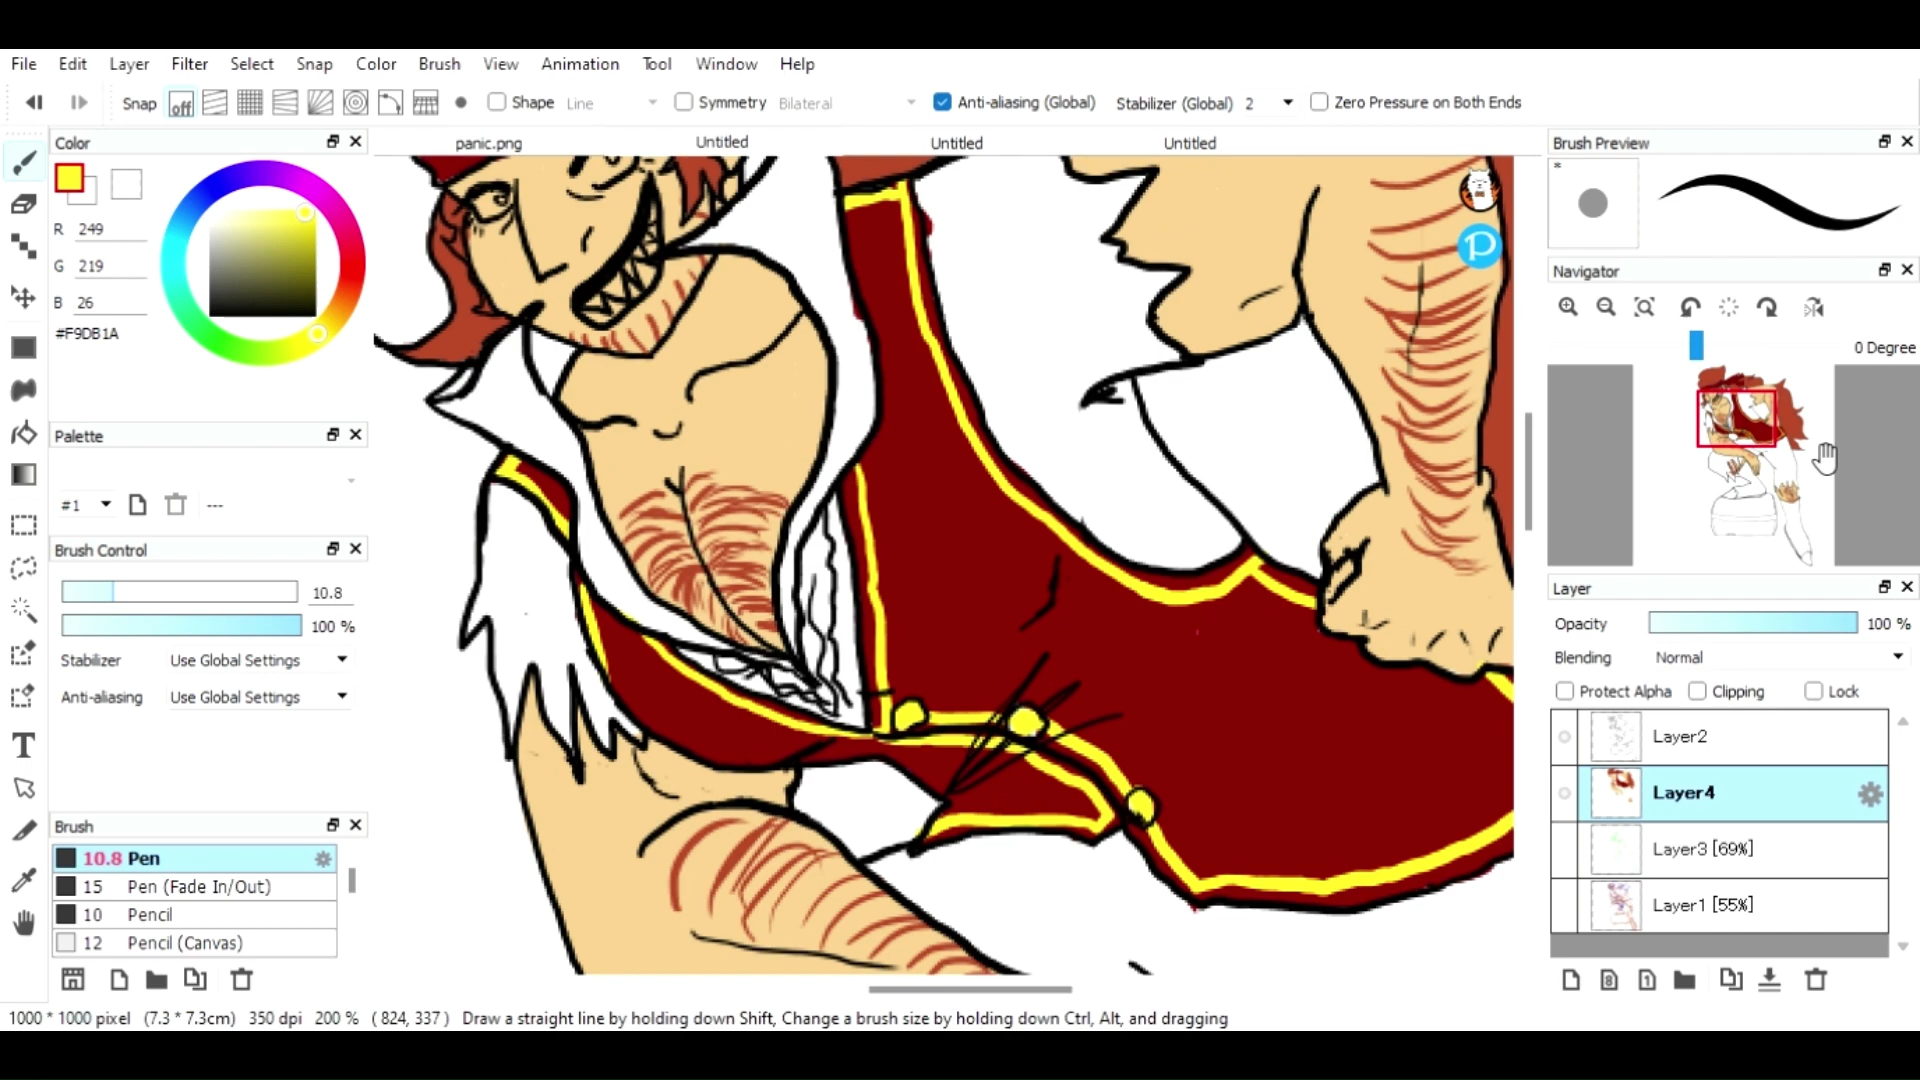 File Edit Layer Filter Select Snap Color Brush View Animation Tool Window Help
Snap off Shape Line Symmetry Bilateral Anti-aliasing (Global) Stabilizer (Global) 2 Zero Pressure on Both Ends
Color
panic.png Untitled Untitled Untitled
Brush Preview
*
R 249
G 219
B 26
#F9DB1A
P
Navigator
0 Degree
Palette
#1 ---
Brush Control
10.8
100 %
Stabilizer Use Global Settings
Anti-aliasing Use Global Settings
Layer
Opacity 100 %
Blending Normal
Protect Alpha Clipping Lock
Layer2
Layer4
Layer3 [69%]
Layer1 [55%]
T
Brush
10.8 Pen
15 Pen (Fade In/Out)
10 Pencil
12 Pencil (Canvas)
8 1
1000 * 1000 pixel (7.3 * 7.3cm) 350 dpi 200 % ( 824, 337 ) Draw a straight line by holding down Shift, Change a brush size by holding down Ctrl, Alt, and dragging